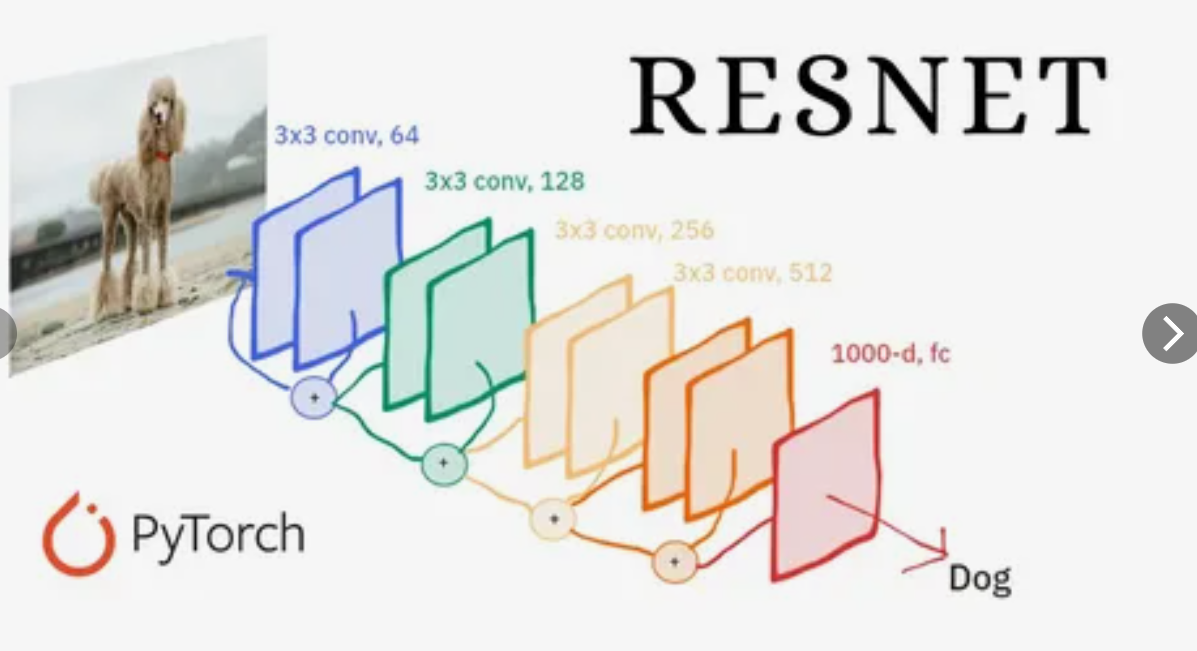 RESNET
3x3 conv, 64
3x3 conv, 128
3x3 conv, 256
3x3 conv, 512
1000-d, fc
+
+
+
+
PyTorch
Dog